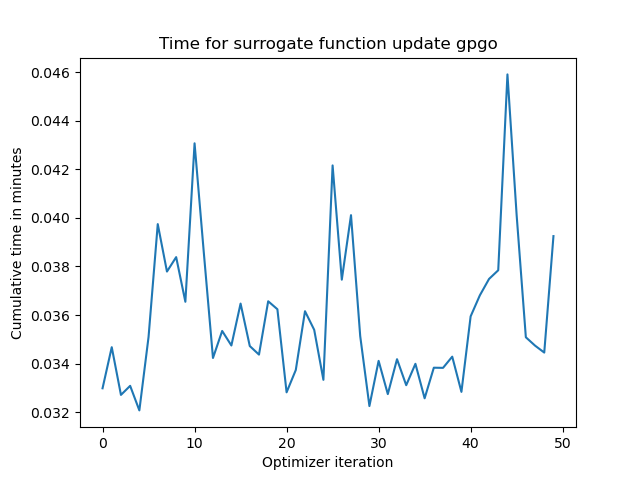 Time for surrogate function update gpgo
Cumulative time in minutes
0.046
0.044
0.042
0.040
0.038
0.036
0.034
0.032
0 10 20 30 40 50
Optimizer iteration